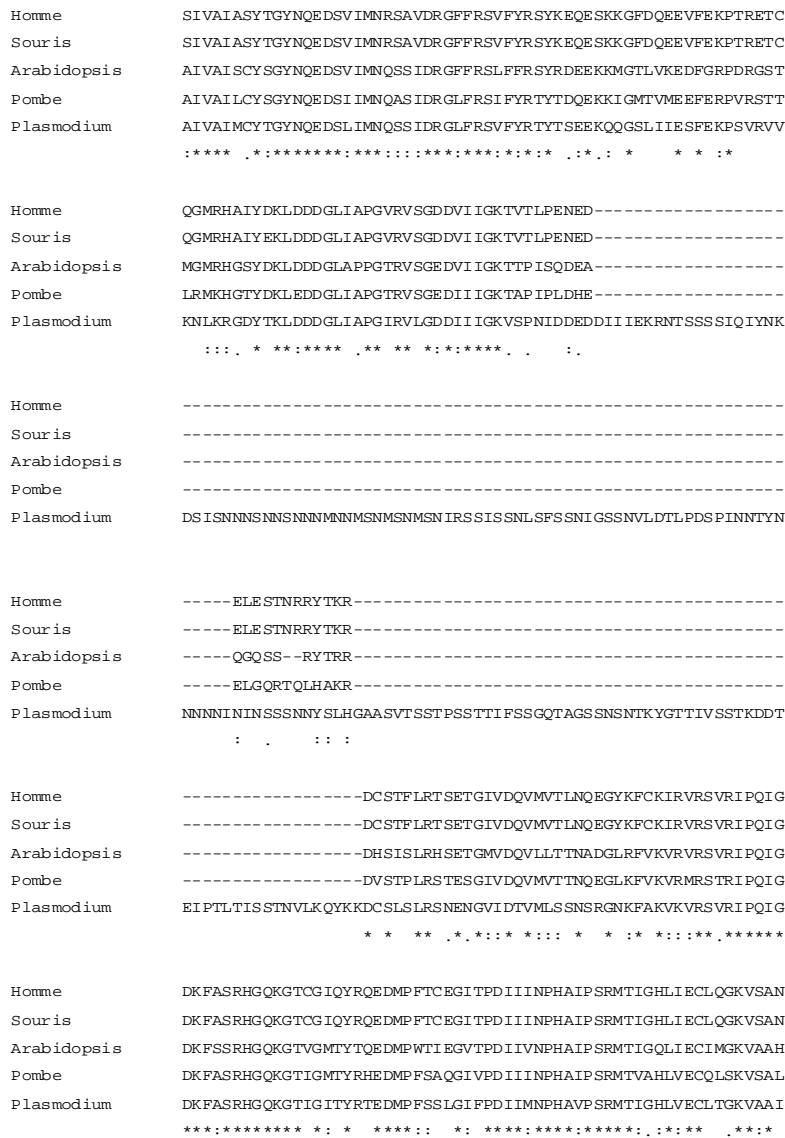 Homme SIVAIASYTGYNQEDSVIMNRSAVDRGFFRSVFYRSYKEQESKKGFDQEEVFEKPTRETC
Souris SIVAIASYTGYNQEDSVIMNRSAVDRGFFRSVFYRSYKEQESKKGFDQEEVFEKPTRETC
Arabidopsis AIVAISCYSGYNQEDSVIMNQSSIDRGFFRSLFFRSYRDEEKKMGTLVKEDFGRPDRGST
Pombe AIVAILCYSGYNQEDSIIMNQASIDRGLFRSIFYRTYTDQEKKIGMTVMEEFERPVRSTT
Plasmodium AIVAIMCYTGYNQEDSLIMNQSSIDRGLFRSVFYRTYTSEEKQQGSLIIESFEKPSVRVV
:**** .*:*******:***::::***:***:*:*:* .:*.: * * * :*

Homme QGMRHAIYDKLDDDGLIAPGVRVSGDDVIIGKTVTLPENED-------------------
Souris QGMRHAIYEKLDDDGLIAPGVRVSGDDVIIGKTVTLPENED-------------------
Arabidopsis MGMRHGSYDKLDDDGLAPPGTRVSGEDVIIGKTTPISQDEA-------------------
Pombe LRMKHGTYDKLEDDGLIAPGTRVSGEDIIIGKTAPIPLDHE-------------------
Plasmodium KNLKRGDYTKLDDDGLIAPGIRVLGDDIIIGKVSPNIDDEDDIIIEKRNTSSSSIQIYNK
:::. * **:**** .** ** *:*:****. . :.

Homme ------------------------------------------------------------
Souris ------------------------------------------------------------
Arabidopsis ------------------------------------------------------------
Pombe ------------------------------------------------------------
Plasmodium DSISNNNSNNSNNNMNNMSNMSNMSNIRSSISSNLSFSSNIGSSNVLDTLPDSPINNTYN

Homme -----ELESTNRRYTKR-------------------------------------------
Souris -----ELESTNRRYTKR-------------------------------------------
Arabidopsis -----QGQSS--RYTRR-------------------------------------------
Pombe -----ELGQRTQLHAKR-------------------------------------------
Plasmodium NNNNININSSSNNYSLHGAASVTSSTPSSTTIFSSGQTAGSSNSNTKYGTTIVSSTKDDT
: . :: :

Homme ------------------DCSTFLRTSETGIVDQVMVTLNQEGYKFCKIRVRSVRIPQIG
Souris ------------------DCSTFLRTSETGIVDQVMVTLNQEGYKFCKIRVRSVRIPQIG
Arabidopsis ------------------DHSISLRHSETGMVDQVLLTTNADGLRFVKVRVRSVRIPQIG
Pombe ------------------DVSTPLRSTESGIVDQVMVTTNQEGLKFVKVRMRSTRIPQIG
Plasmodium EIPTLTISSTNVLKQYKKDCSLSLRSNENGVIDTVMLSSNSRGNKFAKVKVRSVRIPQIG
* * ** .*.*::* *::: * * :* *:::**.******

Homme DKFASRHGQKGTCGIQYRQEDMPFTCEGITPDIIINPHAIPSRMTIGHLIECLQGKVSAN
Souris DKFASRHGQKGTCGIQYRQEDMPFTCEGITPDIIINPHAIPSRMTIGHLIECLQGKVSAN
Arabidopsis DKFSSRHGQKGTVGMTYTQEDMPWTIEGVTPDIIVNPHAIPSRMTIGQLIECIMGKVAAH
Pombe DKFASRHGQKGTIGMTYRHEDMPFSAQGIVPDIIINPHAIPSRMTVAHLVECQLSKVSAL
Plasmodium DKFASRHGQKGTIGITYRTEDMPFSSLGIFPDIIMNPHAVPSRMTIGHLVECLTGKVAAI
***:******** *: * ****:: *: ****:****:*****:.:*:** .**:*